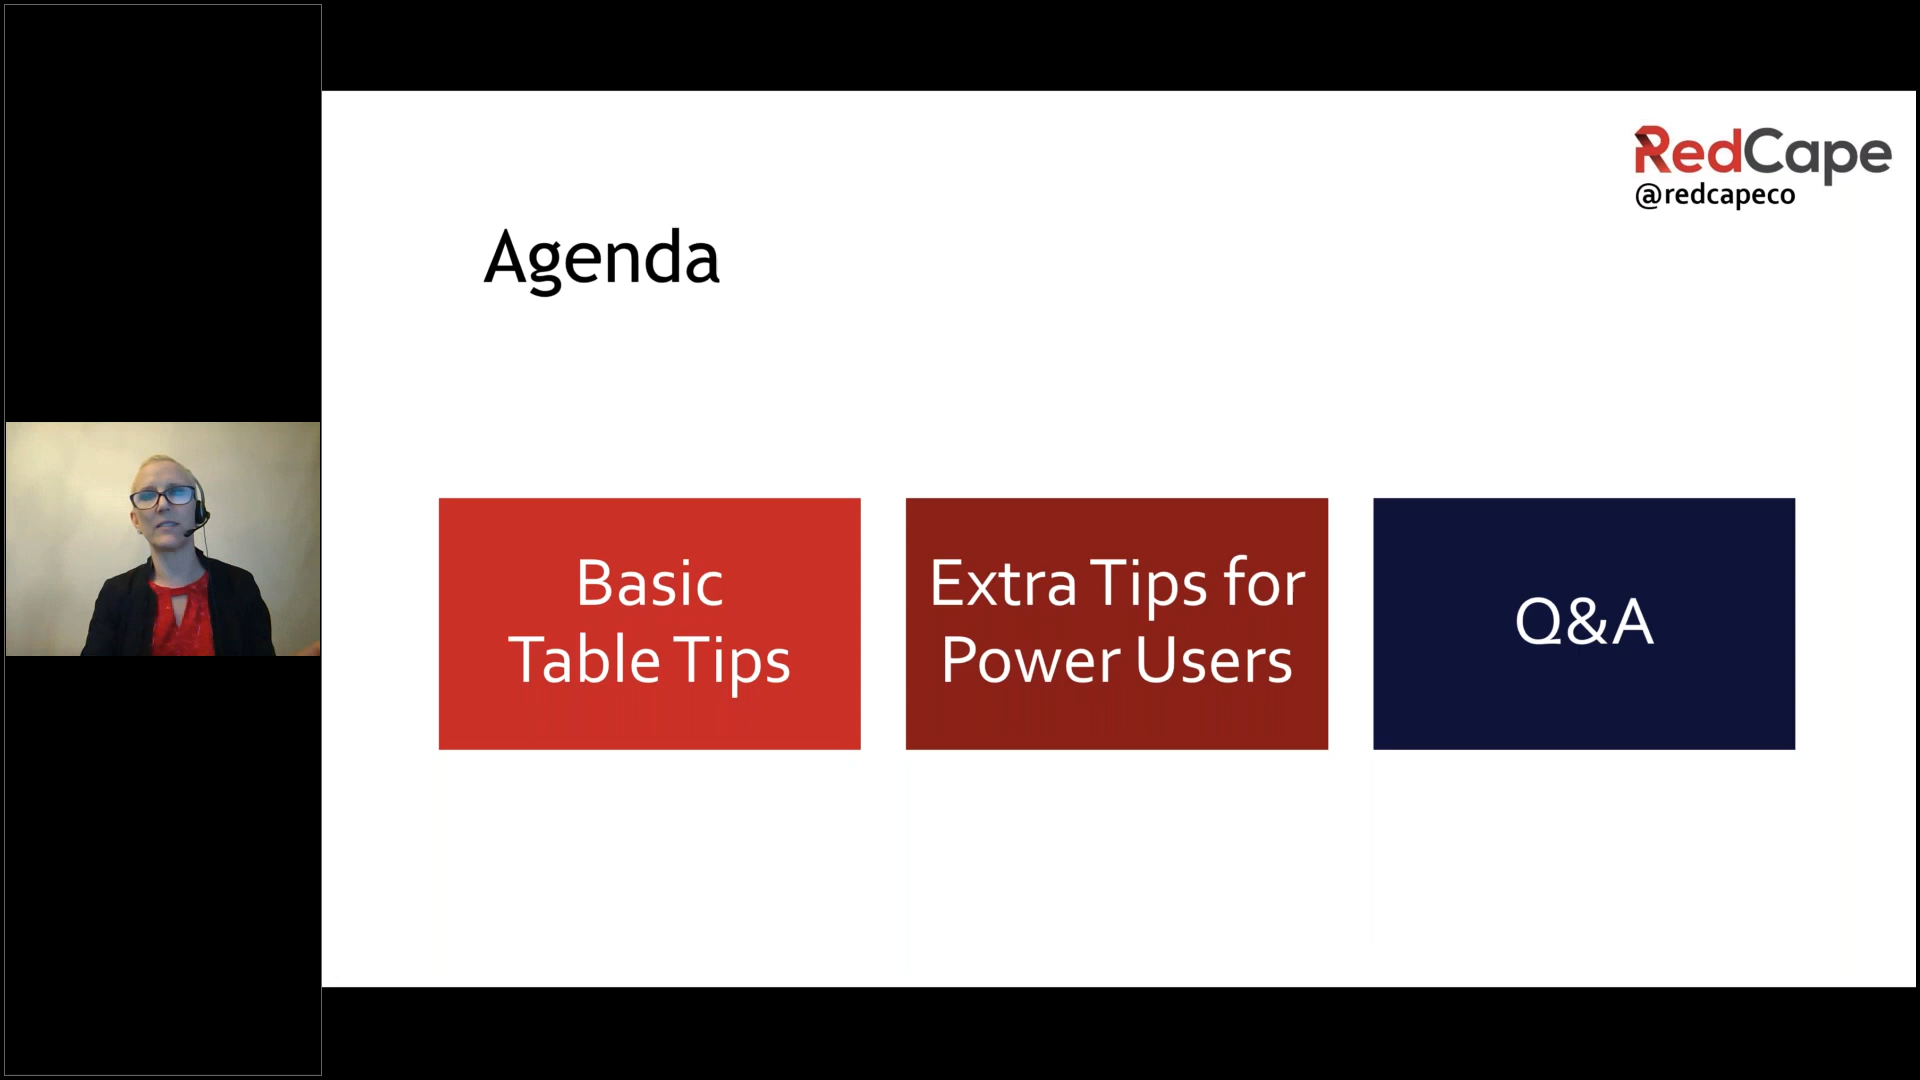 RedCape
@redcapeco
Agenda
Basic
Table Tips
Extra Tips for
Power Users
Q&A